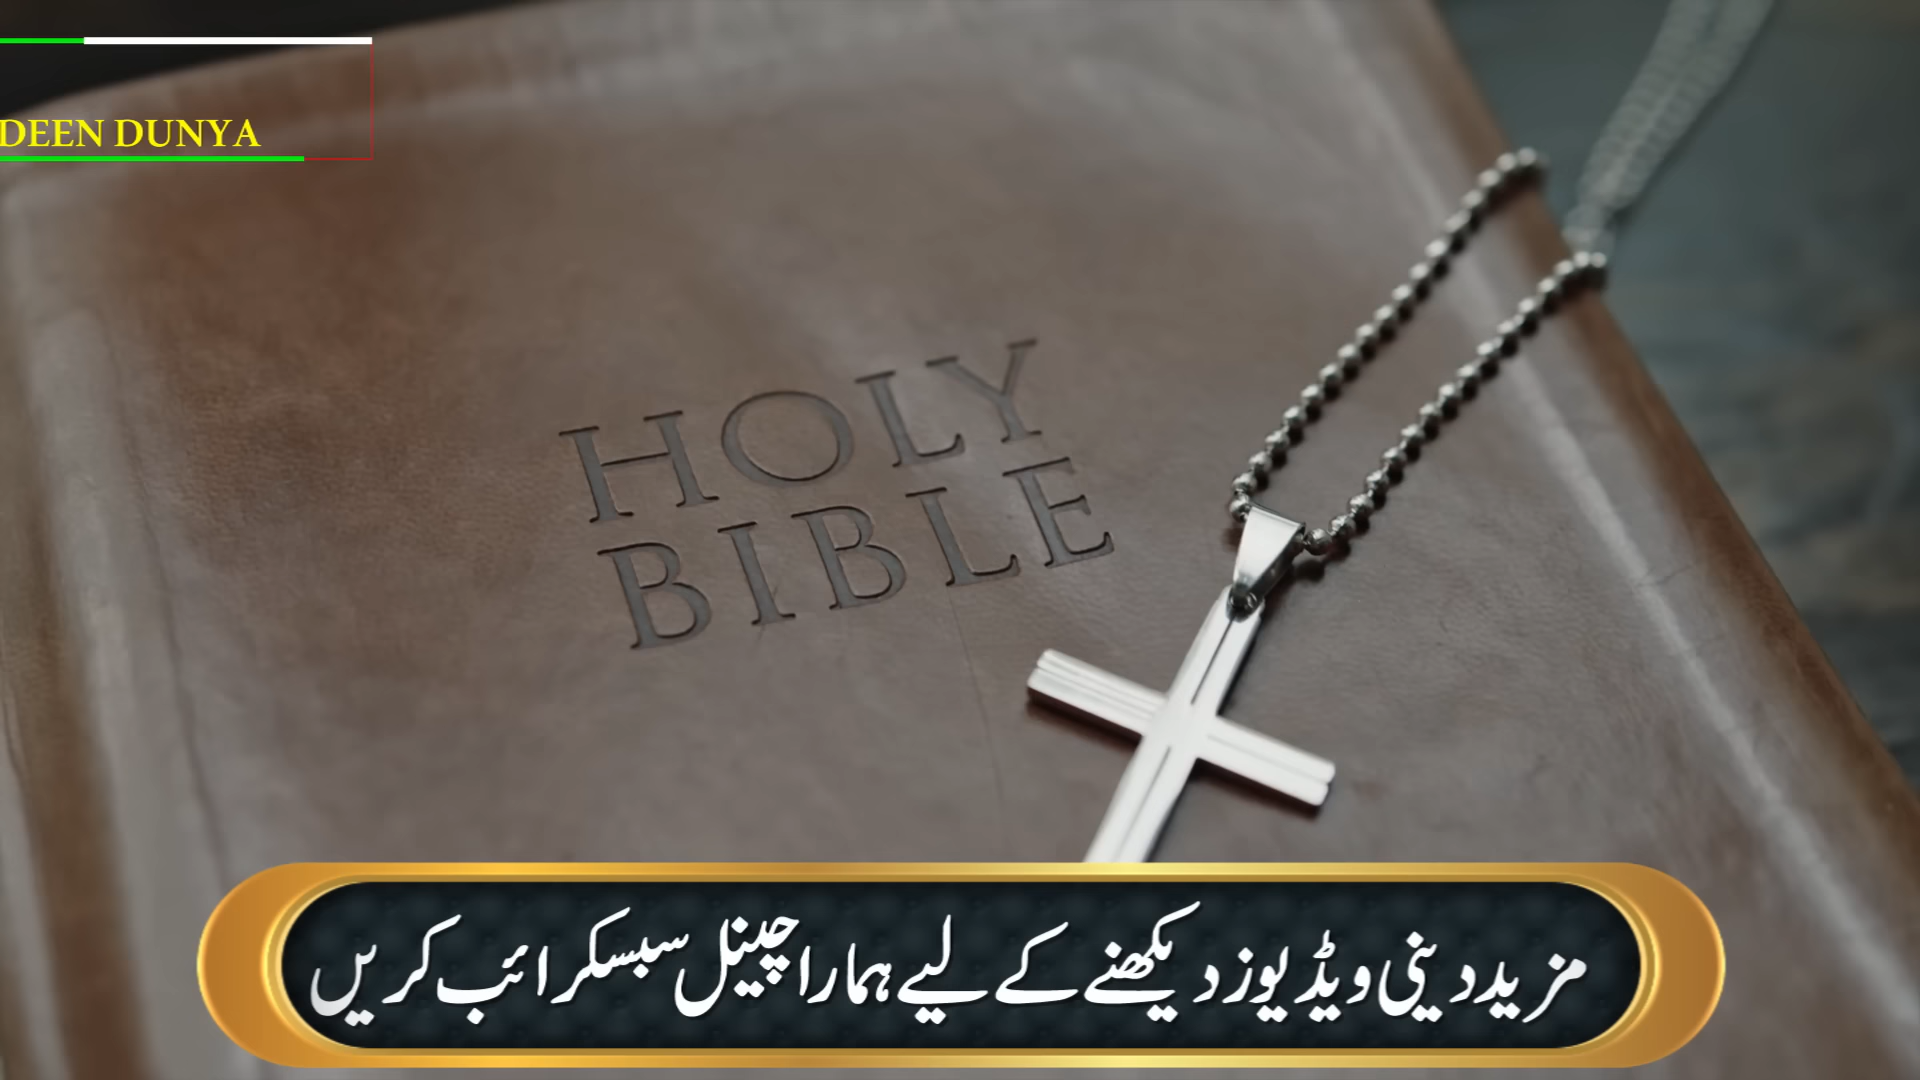 DEEN DUNYA
HOLY
BIBLE
مزید دینی ویڈیوز دیکھنے کے لیے ہمارا چینل سبسکرائب کریں